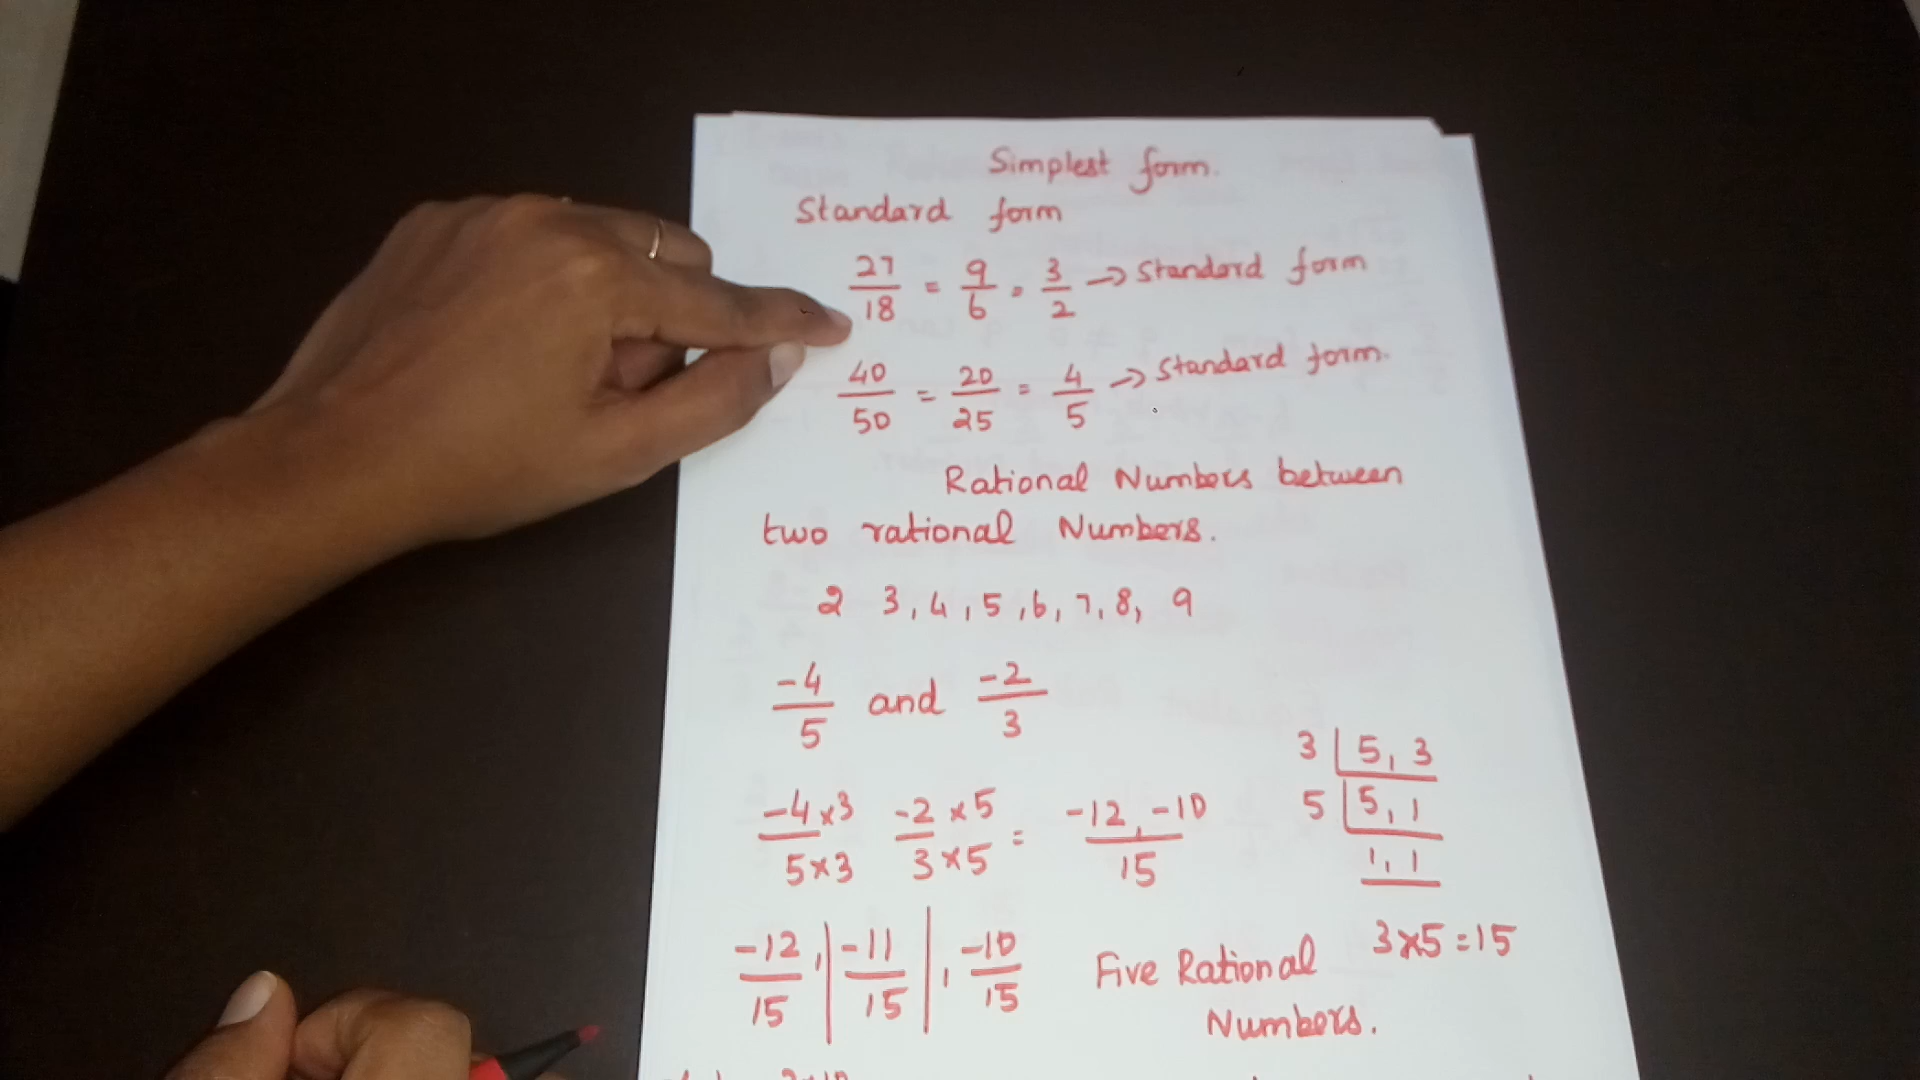 Simplest form.
Standard form
27/18 = 9/6 = 3/2 → Standard form
40/50 = 20/25 = 4/5 → Standard form.
Rational Numbers between
two rational Numbers.
2 3, 4, 5, 6, 7, 8, 9
-4/5 and -2/3
3 | 5, 3
5 | 5, 1
1, 1
-4×3/5×3 -2×5/3×5 = -12, -10/15
3×5=15
-12/15, | -11/15 |, -10/15
Five Rational
Numbers.